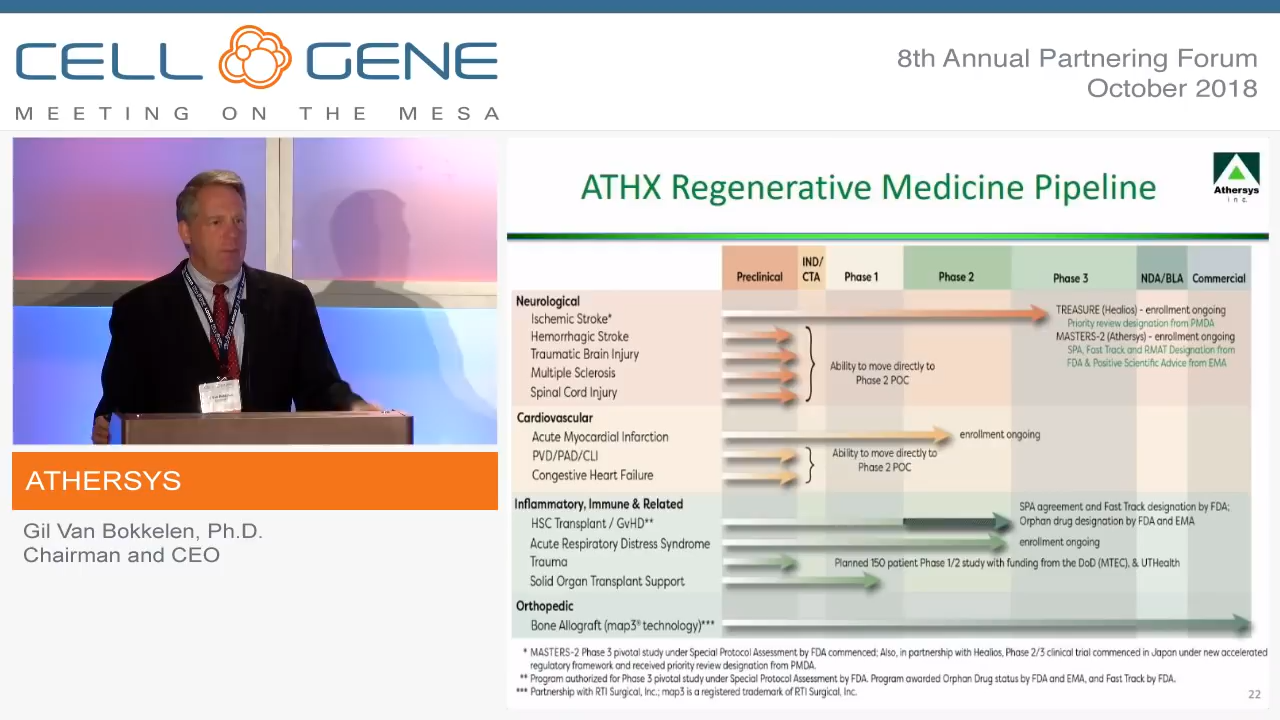 CELL GENE
MEETING ON THE MESA
8th Annual Partnering Forum
October 2018
ATHERSYS
Gil Van Bokkelen, Ph.D.
Chairman and CEO
ATHX Regenerative Medicine Pipeline
Athersys
inc.
Preclinical
IND/
CTA
Phase 1
Phase 2
Phase 3
NDA/BLA
Commercial
Neurological
Ischemic Stroke*
Hemorrhagic Stroke
Traumatic Brain Injury
Multiple Sclerosis
Spinal Cord Injury
TREASURE (Healios) - enrollment ongoing
Priority review designation from PMDA
MASTERS-2 (Athersys) - enrollment ongoing
SPA, Fast Track and RMAT Designation from
FDA & Positive Scientific Advice from EMA
Ability to move directly to
Phase 2 POC
Cardiovascular
Acute Myocardial Infarction
enrollment ongoing
PVD/PAD/CLI
Congestive Heart Failure
Ability to move directly to
Phase 2 POC
Inflammatory, Immune & Related
HSC Transplant / GvHD**
SPA agreement and Fast Track designation by FDA;
Orphan drug designation by FDA and EMA
Acute Respiratory Distress Syndrome
enrollment ongoing
Trauma
Planned 150 patient Phase 1/2 study with funding from the DoD (MTEC), & UTHealth
Solid Organ Transplant Support
Orthopedic
Bone Allograft (map3® technology)***
* MASTERS-2 Phase 3 pivotal study under Special Protocol Assessment by FDA commenced; Also, in partnership with Healios, Phase 2/3 clinical trial commenced in Japan under new accelerated
regulatory framework and received priority review designation from PMDA.
** Program authorized for Phase 3 pivotal study under Special Protocol Assessment by FDA. Program awarded Orphan Drug status by FDA and EMA, and Fast Track by FDA.
*** Partnership with RTI Surgical, Inc.; map3 is a registered trademark of RTI Surgical, Inc.
22